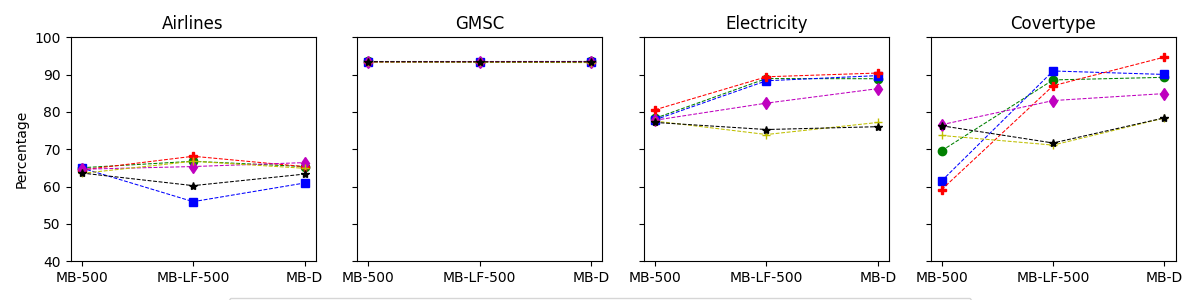 Airlines
GMSC
Electricity
Covertype
Percentage
100
90
80
70
60
50
40
MB-500 MB-LF-500 MB-D
MB-500 MB-LF-500 MB-D
MB-500 MB-LF-500 MB-D
MB-500 MB-LF-500 MB-D